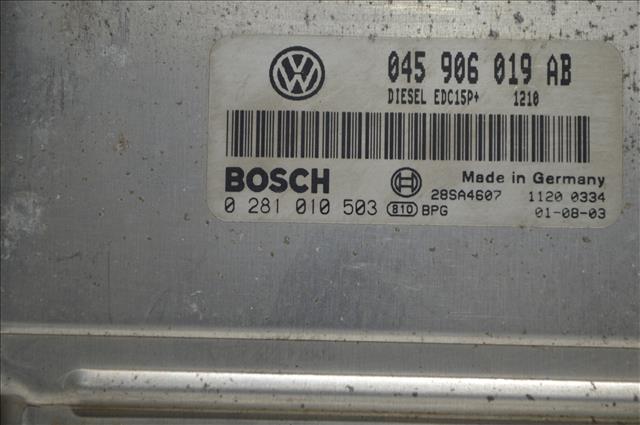 VW
045 906 019 AB
DIESEL EDC15P+ 1210
BOSCH
Made in Germany
28SA4607 1120 0334
0 281 010 503 810 BPG 01-08-03